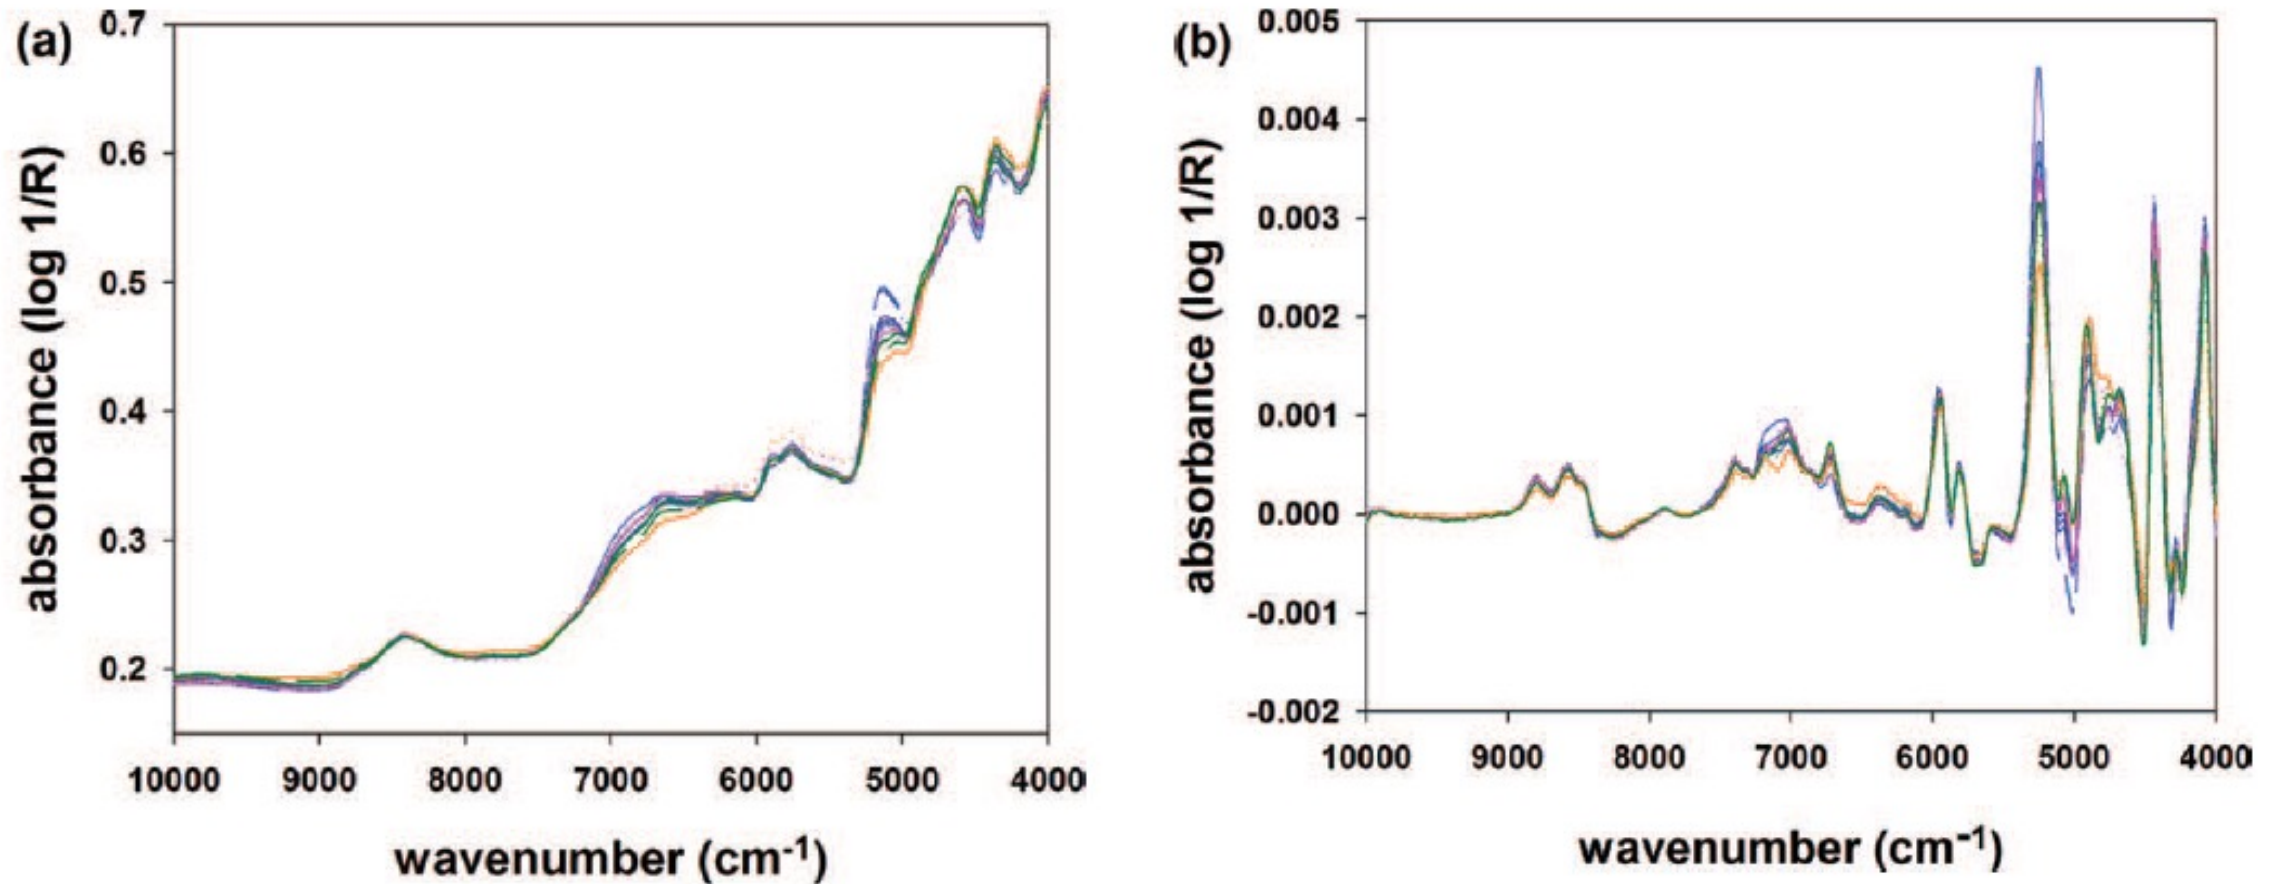 (a)
absorbance (log 1/R)
0.7
0.6
0.5
0.4
0.3
0.2
10000 9000 8000 7000 6000 5000 4000
wavenumber (cm⁻¹)
(b)
absorbance (log 1/R)
0.005
0.004
0.003
0.002
0.001
0.000
-0.001
-0.002
10000 9000 8000 7000 6000 5000 4000
wavenumber (cm⁻¹)